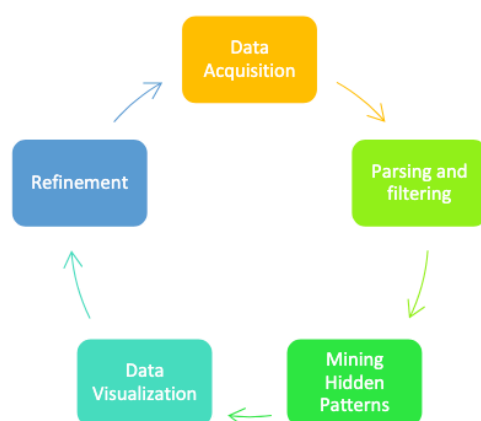 Data
Acquisition
Parsing and
filtering
Mining
Hidden
Patterns
Data
Visualization
Refinement